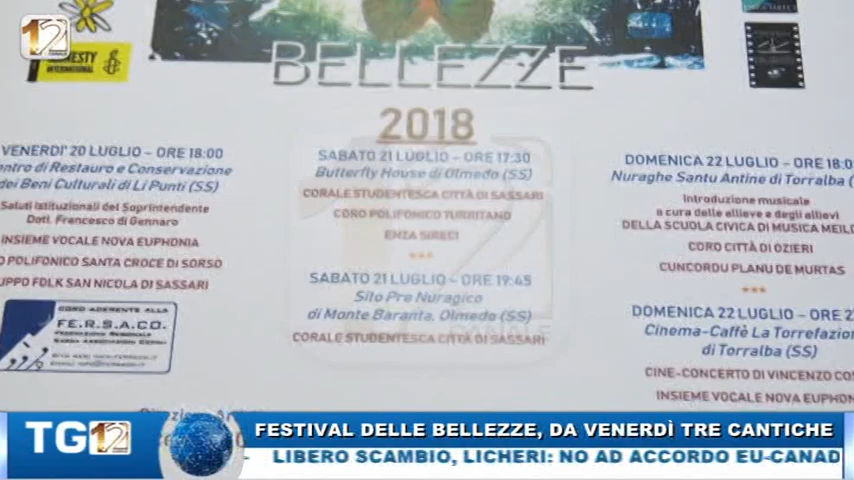 12
AMNESTY
INTERNATIONAL
BELLEZZE
2018
VENERDI' 20 LUGLIO - ORE 18:00
Centro di Restauro e Conservazione
dei Beni Culturali di Li Punti (SS)
Saluti Istituzionali del Soprintendente
Dott. Francesco di Gennaro
INSIEME VOCALE NOVA EUPHONIA
POLIFONICO SANTA CROCE DI SORSO
FOLK SAN NICOLA DI SASSARI
CORO ADERENTE ALLA
FE.R.S.A.CO.
SABATO 21 LUGLIO - ORE 17:30
Butterfly House di Olmedo (SS)
CORALE STUDENTESCA CITTÀ DI SASSARI
CORO POLIFONICO TURRITANO
ENZA SIRECI
***
SABATO 21 LUGLIO - ORE 19:45
Sito Pre Nuragico
di Monte Baranta, Olmedo (SS)
CORALE STUDENTESCA CITTÀ DI SASSARI
DOMENICA 22 LUGLIO - ORE 18:0
Nuraghe Santu Antine di Torralba (
Introduzione musicale
a cura delle allieve e degli allievi
DELLA SCUOLA CIVICA DI MUSICA MEILO
CORO CITTÀ DI OZIERI
CUNCORDU PLANU DE MURTAS
***
DOMENICA 22 LUGLIO - ORE 2
Cinema-Caffè La Torrefazion
di Torralba (SS)
CINE-CONCERTO DI VINCENZO
INSIEME VOCALE NOVA EUPHON
TG12
FESTIVAL DELLE BELLEZZE, DA VENERDÌ TRE CANTICHE
- LIBERO SCAMBIO, LICHERI: NO AD ACCORDO EU-CANAD